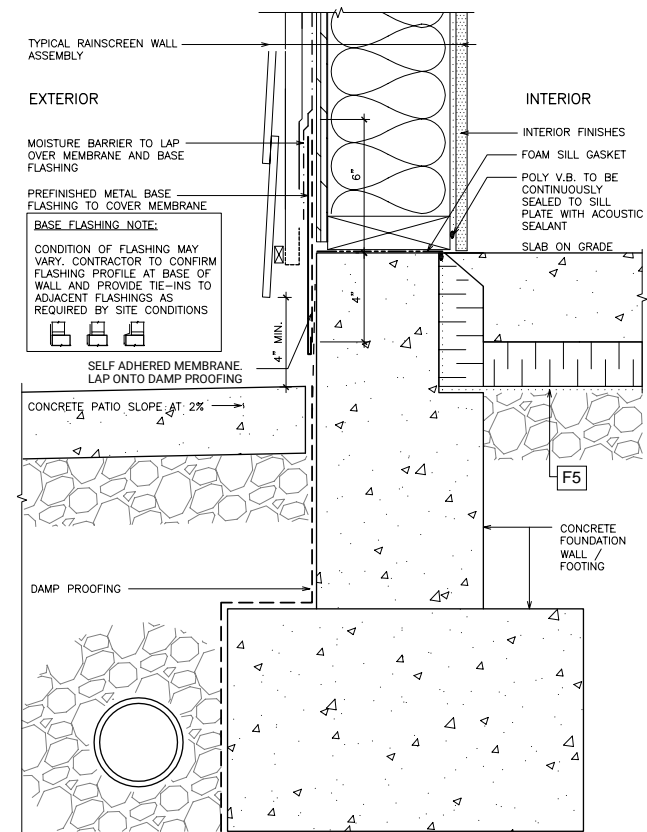 TYPICAL RAINSCREEN WALL
ASSEMBLY
EXTERIOR
INTERIOR
MOISTURE BARRIER TO LAP
OVER MEMBRANE AND BASE
FLASHING
PREFINISHED METAL BASE
FLASHING TO COVER MEMBRANE
BASE FLASHING NOTE:
CONDITION OF FLASHING MAY
VARY. CONTRACTOR TO CONFIRM
FLASHING PROFILE AT BASE OF
WALL AND PROVIDE TIE-INS TO
ADJACENT FLASHINGS AS
REQUIRED BY SITE CONDITIONS
6"
4"
4" MIN.
INTERIOR FINISHES
FOAM SILL GASKET
POLY V.B. TO BE
CONTINUOUSLY
SEALED TO SILL
PLATE WITH ACOUSTIC
SEALANT
SLAB ON GRADE
SELF ADHERED MEMBRANE.
LAP ONTO DAMP PROOFING
CONCRETE PATIO SLOPE AT 2%
F5
CONCRETE
FOUNDATION
WALL /
FOOTING
DAMP PROOFING